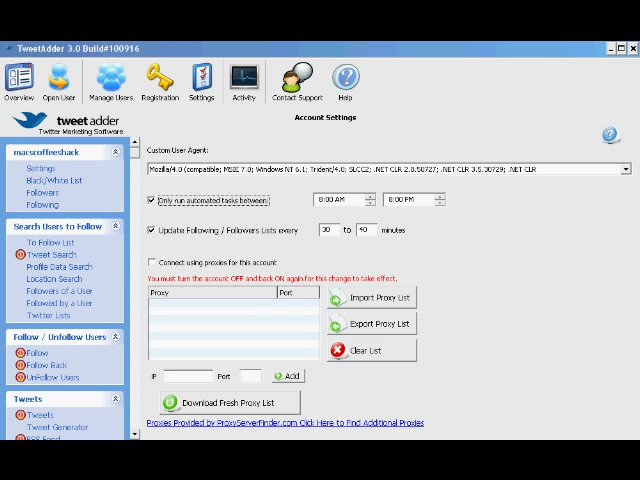 TweetAdder 3.0 Build#100916
Overview Open User Manage Users Registration Settings Activity Contact Support Help
tweet adder
Twitter Marketing Software
Account Settings
macscoffeeshack
Settings
Black/White List
Followers
Following
Search Users to Follow
To Follow List
Tweet Search
Profile Data Search
Location Search
Followers of a User
Followed by a User
Twitter Lists
Follow / Unfollow Users
Follow
Follow Back
UnFollow Users
Tweets
Tweets
Tweet Generator
RSS Feed
Custom User Agent:
Mozilla/4.0 (compatible; MSIE 7.0; Windows NT 6.1; Trident/4.0; SLCC2; .NET CLR 2.0.50727; .NET CLR 3.5.30729; .NET CLR
Only run automated tasks between: 8:00 AM 8:00 PM
Update Following / Followers Lists every 30 to 40 minutes
Connect using proxies for this account
You must turn the account OFF and back ON again for this change to take effect.
Proxy Port
Import Proxy List
Export Proxy List
Clear List
IP Port Add
Download Fresh Proxy List
Proxies Provided by ProxyServerFinder.com Click Here to Find Additional Proxies